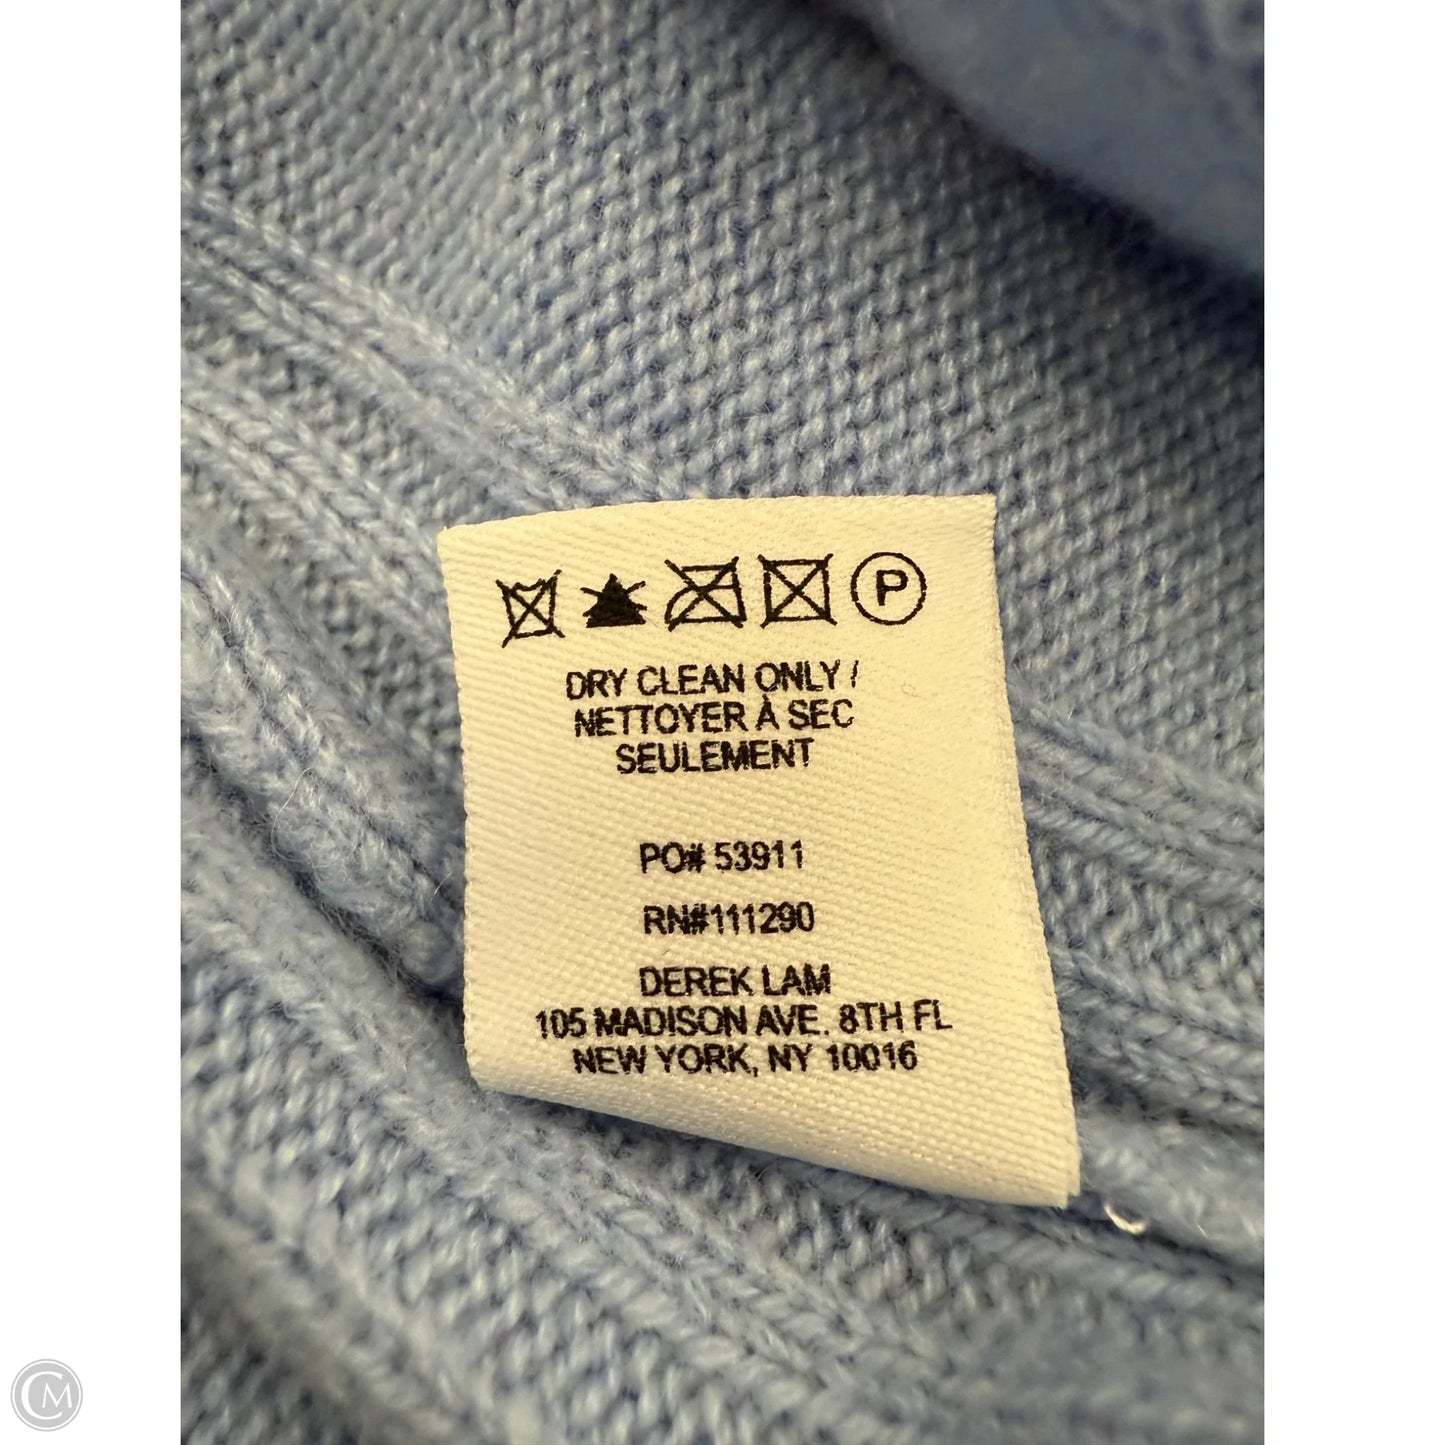 P
DRY CLEAN ONLY /
NETTOYER À SEC
SEULEMENT
PO# 53911
RN#111290
DEREK LAM
105 MADISON AVE. 8TH FL
NEW YORK, NY 10016
CM